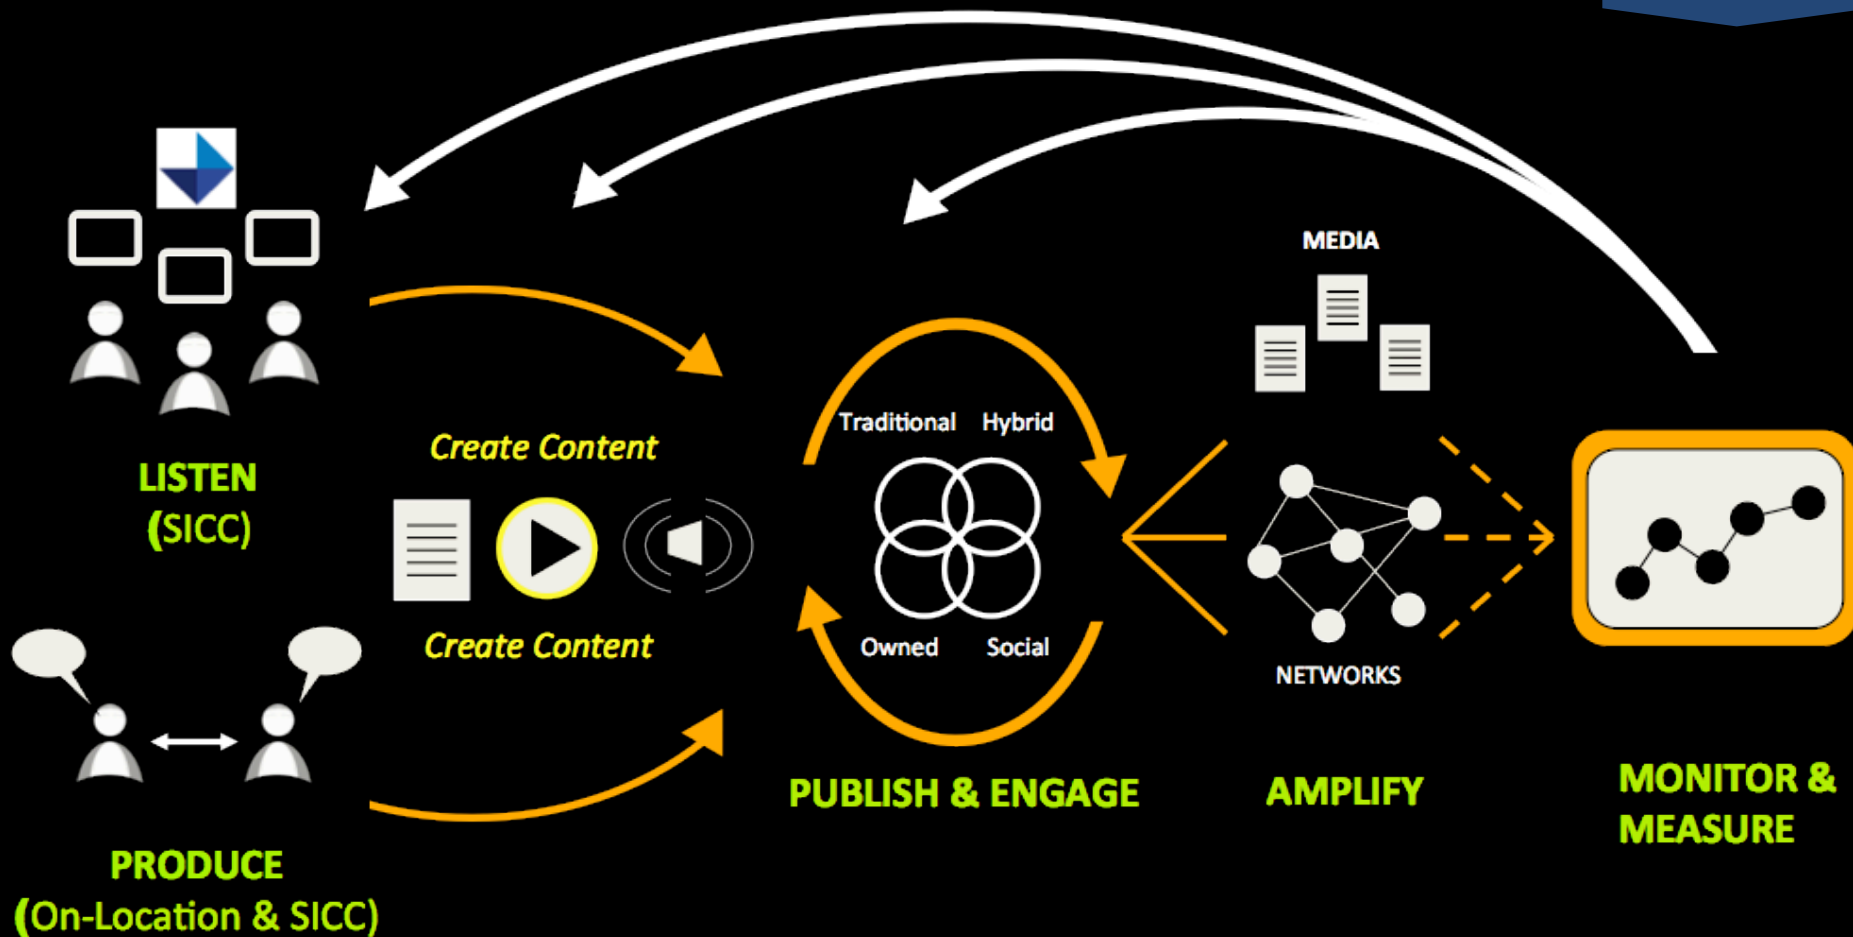 LISTEN
(SICC)
PRODUCE
(On-Location & SICC)
Create Content
Create Content
Traditional Hybrid
Owned Social
PUBLISH & ENGAGE
MEDIA
NETWORKS
AMPLIFY
MONITOR &
MEASURE